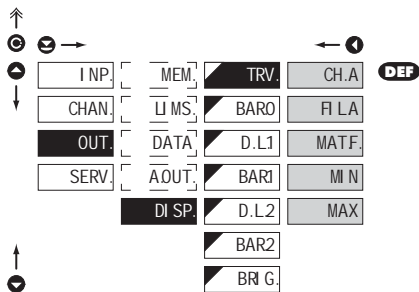 INP. MEM. TRV. CH.A DEF
CHAN. LIMS. BAR0 FILA
OUT. DATA D.L1 MAT.F.
SERV. A.OUT. BAR1 MIN
DISP. D.L2 MAX
BAR2
BRIG.